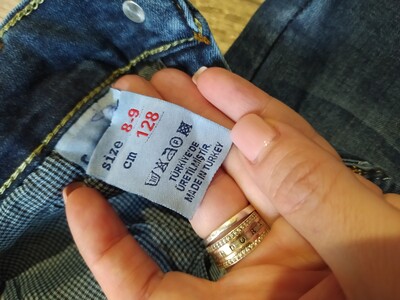 size 8-9
cm 128
TÜRKİYE'DE
ÜRETİLMİŞTİR
MADE IN TURKEY